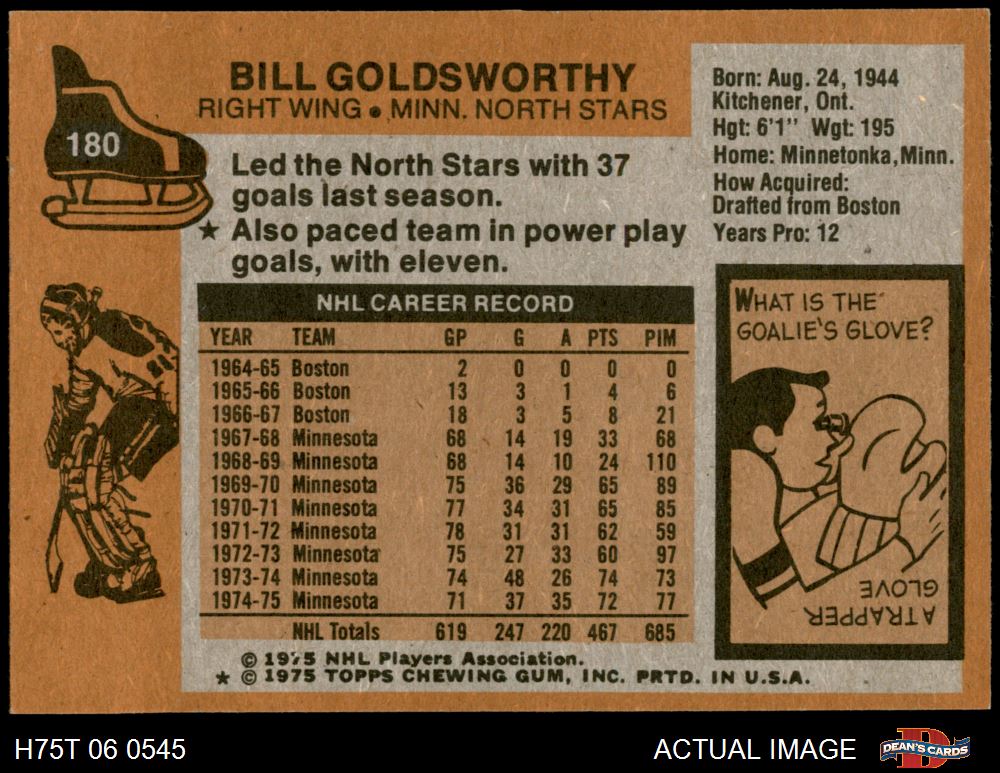 180
BILL GOLDSWORTHY
RIGHT WING • MINN. NORTH STARS
Led the North Stars with 37
goals last season.
★ Also paced team in power play
goals, with eleven.
Born: Aug. 24, 1944
Kitchener, Ont.
Hgt: 6'1" Wgt: 195
Home: Minnetonka, Minn.
How Acquired:
Drafted from Boston
Years Pro: 12
NHL CAREER RECORD
YEAR TEAM GP G A PTS PIM
1964-65 Boston 2 0 0 0 0
1965-66 Boston 13 3 1 4 6
1966-67 Boston 18 3 5 8 21
1967-68 Minnesota 68 14 19 33 68
1968-69 Minnesota 68 14 10 24 110
1969-70 Minnesota 75 36 29 65 89
1970-71 Minnesota 77 34 31 65 85
1971-72 Minnesota 78 31 31 62 59
1972-73 Minnesota 75 27 33 60 97
1973-74 Minnesota 74 48 26 74 73
1974-75 Minnesota 71 37 35 72 77
NHL Totals 619 247 220 467 685
WHAT IS THE
GOALIE'S GLOVE?
A TRAPPER
GLOVE
© 1975 NHL Players Association.
★ © 1975 TOPPS CHEWING GUM, INC. PRTD. IN U.S.A.
H75T 06 0545
ACTUAL IMAGE
DEAN'S CARDS